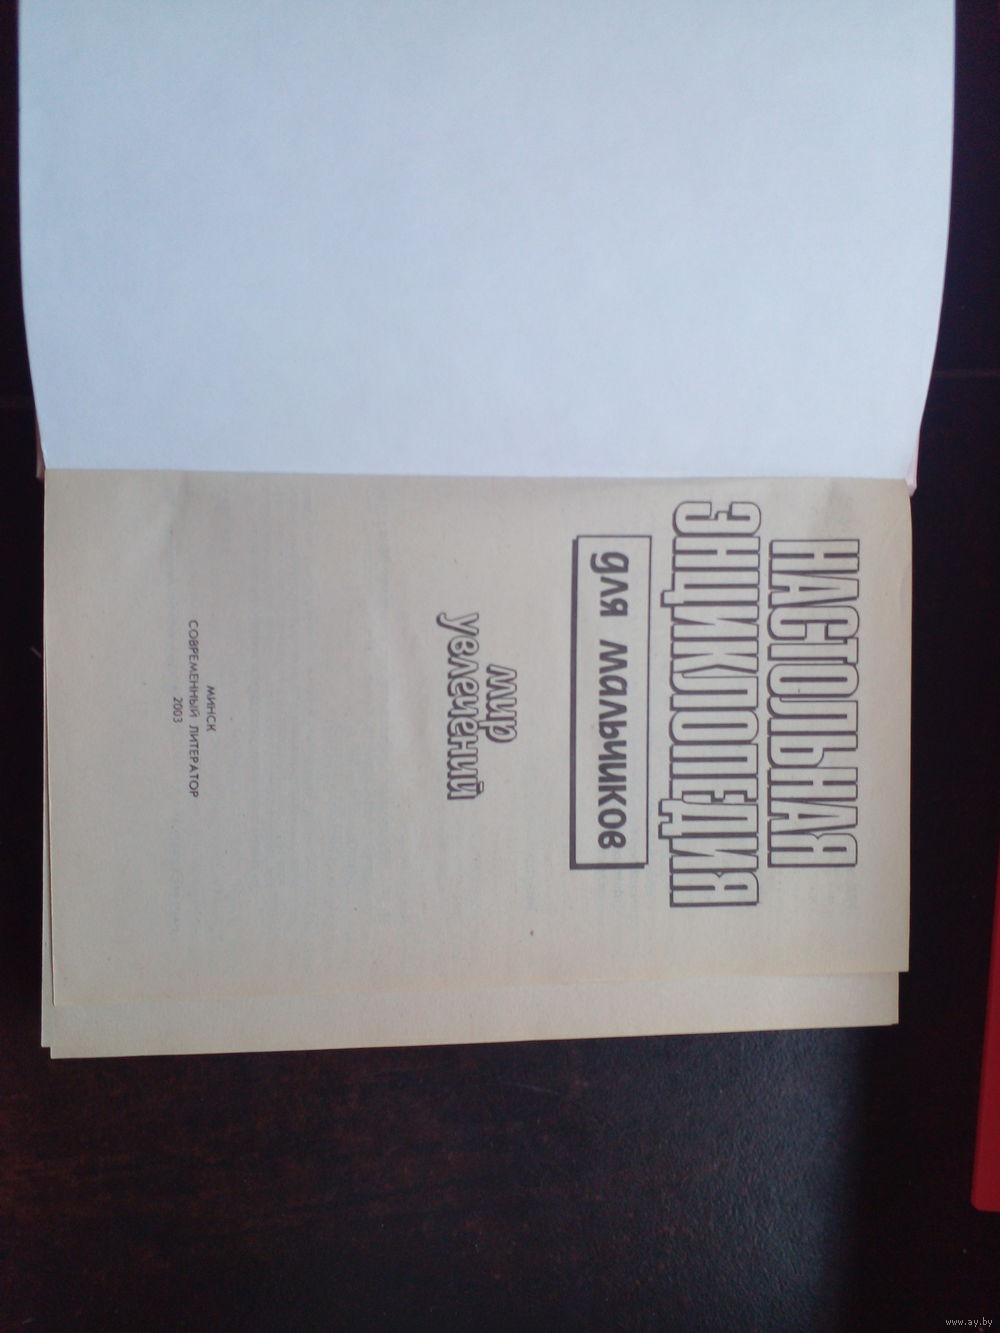 НАСТОЛЬНАЯ
ЭНЦИКЛОПЕДИЯ
для мальчиков
мир
увлечений
МИНСК
СОВРЕМЕННЫЙ ЛИТЕРАТОР
2003
www.ay.by